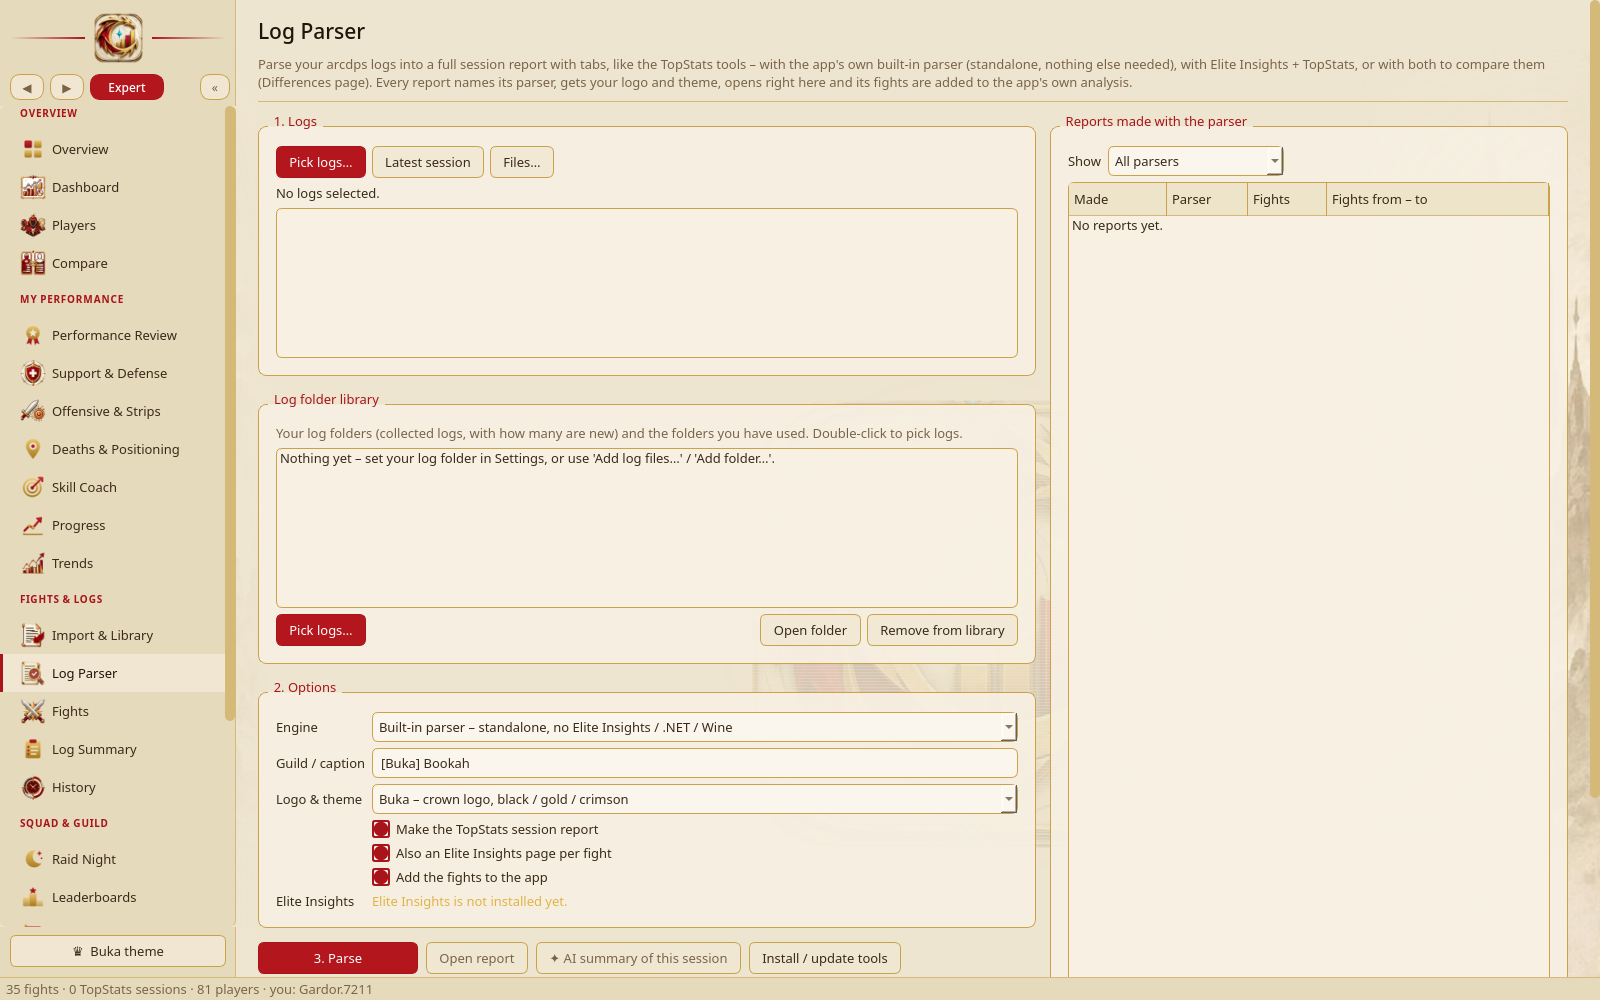 ◀ ▶ Expert «
OVERVIEW
Overview
Dashboard
Players
Compare
MY PERFORMANCE
Performance Review
Support & Defense
Offensive & Strips
Deaths & Positioning
Skill Coach
Progress
Trends
FIGHTS & LOGS
Import & Library
Log Parser
Fights
Log Summary
History
SQUAD & GUILD
Raid Night
Leaderboards
♛ Buka theme
Log Parser
Parse your arcdps logs into a full session report with tabs, like the TopStats tools – with the app's own built-in parser (standalone, nothing else needed), with Elite Insights + TopStats, or with both to compare them
(Differences page). Every report names its parser, gets your logo and theme, opens right here and its fights are added to the app's own analysis.
1. Logs
Pick logs... Latest session Files...
No logs selected.
Log folder library
Your log folders (collected logs, with how many are new) and the folders you have used. Double-click to pick logs.
Nothing yet – set your log folder in Settings, or use 'Add log files...' / 'Add folder...'.
Pick logs... Open folder Remove from library
2. Options
Engine Built-in parser – standalone, no Elite Insights / .NET / Wine
Guild / caption [Buka] Bookah
Logo & theme Buka – crown logo, black / gold / crimson
Make the TopStats session report
Also an Elite Insights page per fight
Add the fights to the app
Elite Insights Elite Insights is not installed yet.
3. Parse Open report ✦ AI summary of this session Install / update tools
Reports made with the parser
Show All parsers
Made Parser Fights Fights from – to
No reports yet.
35 fights · 0 TopStats sessions · 81 players · you: Gardor.7211